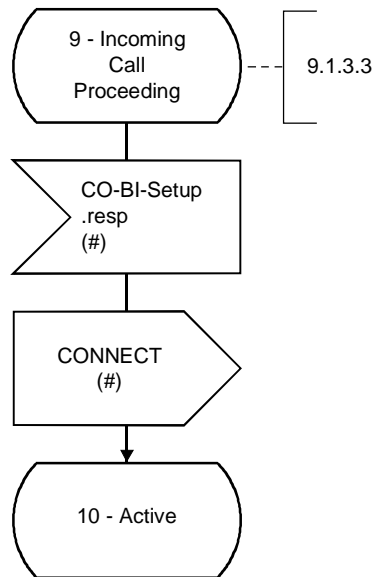 9 - Incoming
Call
Proceeding
9.1.3.3
CO-BI-Setup
.resp
(#)
CONNECT
(#)
10 - Active